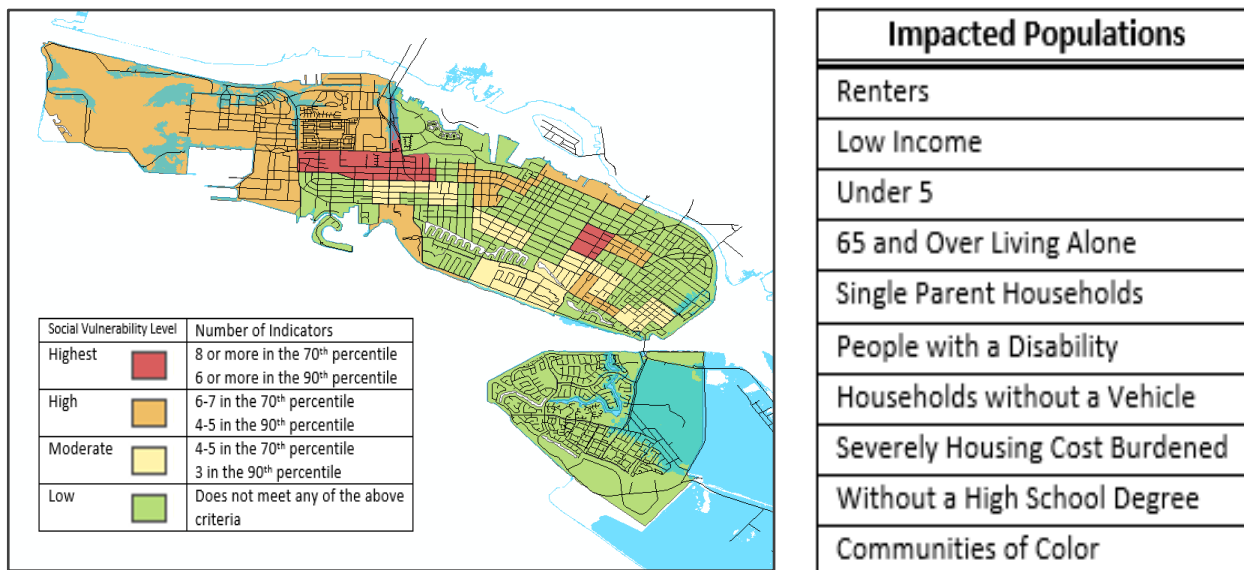 Social Vulnerability Level Number of Indicators
Highest 8 or more in the 70th percentile
6 or more in the 90th percentile
High 6-7 in the 70th percentile
4-5 in the 90th percentile
Moderate 4-5 in the 70th percentile
3 in the 90th percentile
Low Does not meet any of the above
criteria
Impacted Populations
Renters
Low Income
Under 5
65 and Over Living Alone
Single Parent Households
People with a Disability
Households without a Vehicle
Severely Housing Cost Burdened
Without a High School Degree
Communities of Color